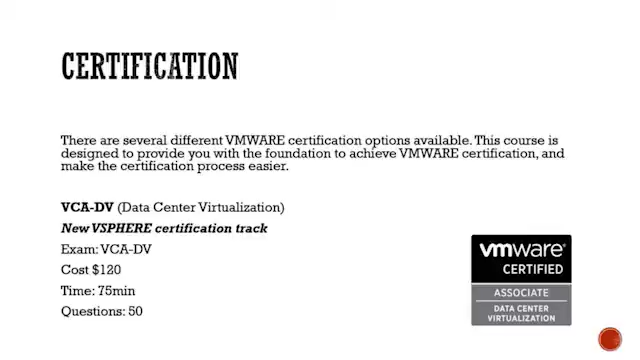 CERTIFICATION
There are several different VMWARE certification options available. This course is
designed to provide you with the foundation to achieve VMWARE certification, and
make the certification process easier.
VCA-DV (Data Center Virtualization)
New VSPHERE certification track
Exam: VCA-DV
Cost $120
Time: 75min
Questions: 50
vmware®
CERTIFIED
ASSOCIATE
DATA CENTER
VIRTUALIZATION